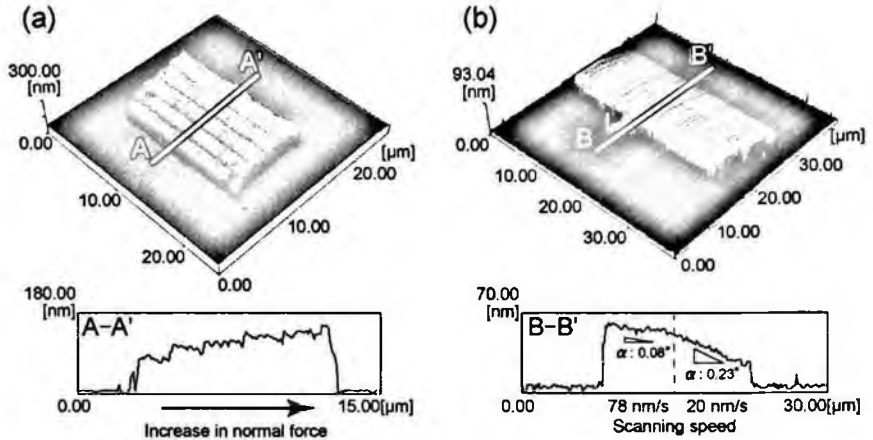 (a)
A'
300.00
[nm]
A
0.00
[μm]
20.00
10.00
10.00
20.00
0.00
180.00
[nm]
A–A'
0.00
15.00[μm]
Increase in normal force
(b)
B'
93.04
[nm]
B
0.00
[μm]
30.00
10.00
20.00
20.00
10.00
30.00
0.00
70.00
[nm]
B–B'
α : 0.08°
α : 0.23°
0.00
78 nm/s
20 nm/s
30.00[μm]
Scanning speed